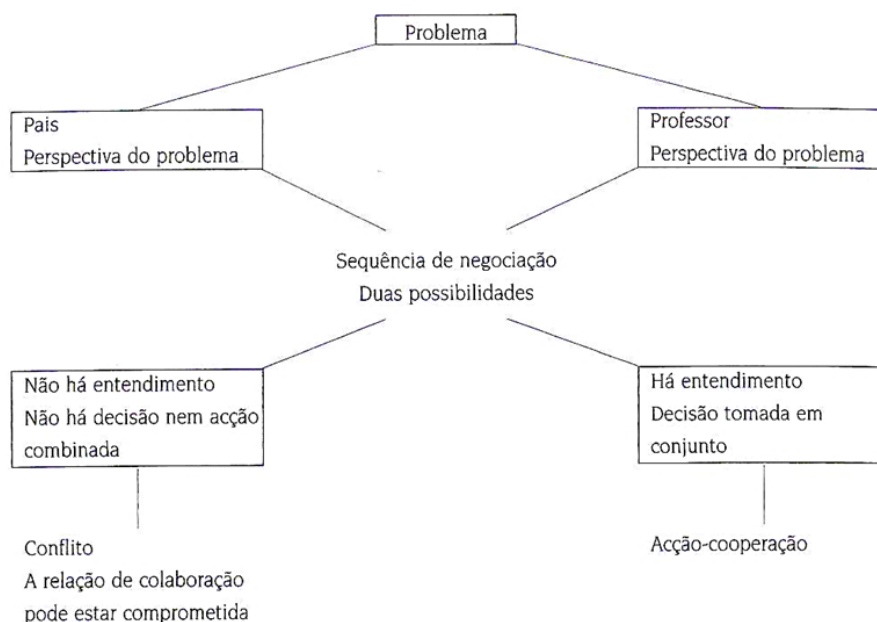 Problema
Pais
Perspectiva do problema
Professor
Perspectiva do problema
Sequência de negociação
Duas possibilidades
Não há entendimento
Não há decisão nem acção
combinada
Há entendimento
Decisão tomada em
conjunto
Conflito
A relação de colaboração
pode estar comprometida
Acção-cooperação